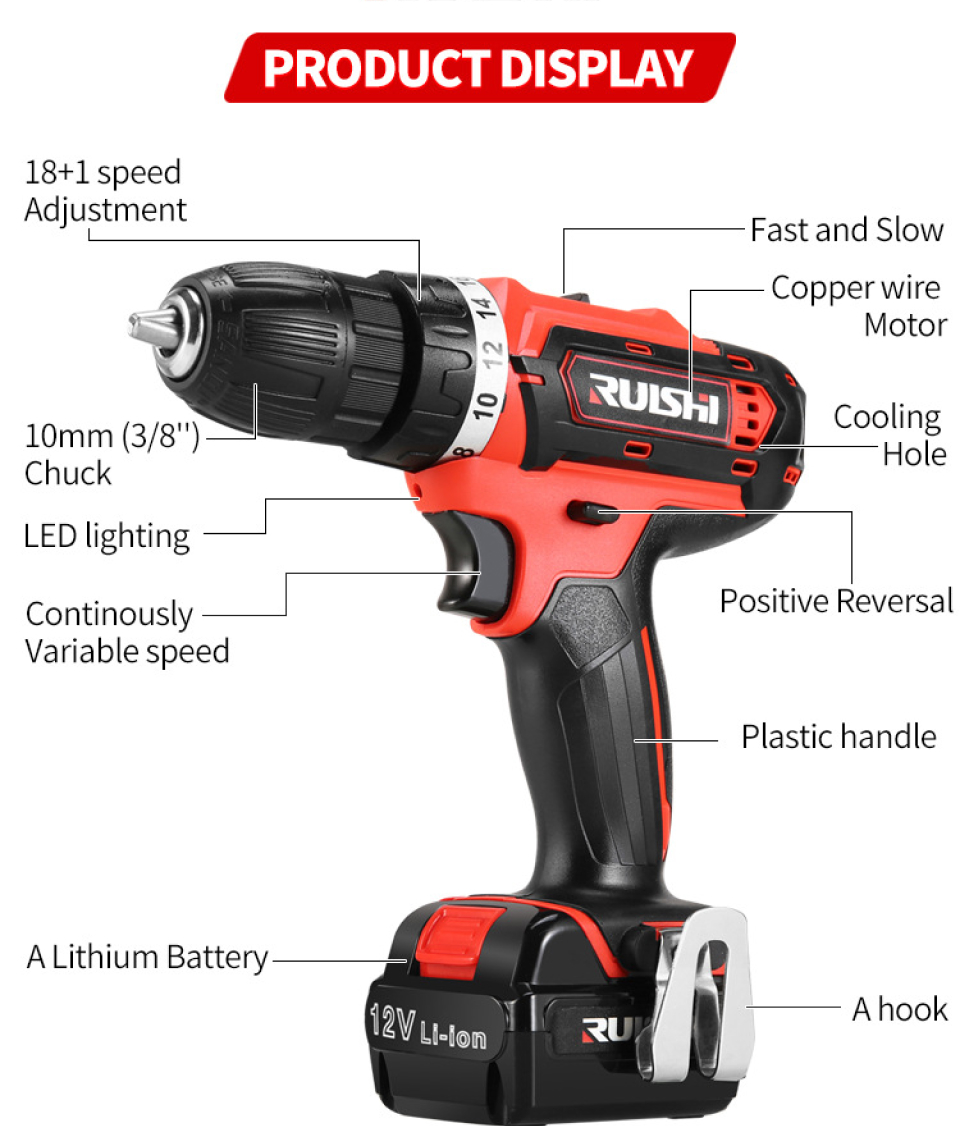 PRODUCT DISPLAY
18+1 speed
Adjustment
Fast and Slow
Copper wire
Motor
14
12
10
8
RUISHI
Cooling
Hole
10mm (3/8'')
Chuck
LED lighting
Positive Reversal
Continously
Variable speed
Plastic handle
A Lithium Battery
A hook
12V Li-ion
RU